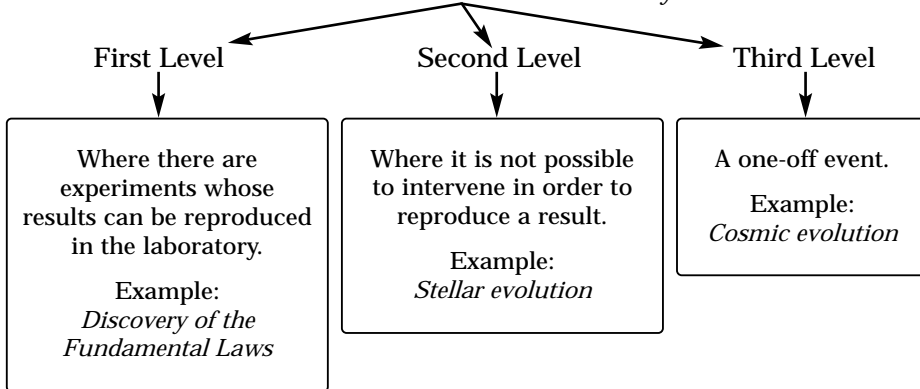 First Level
Second Level
Third Level
Where there are
experiments whose
results can be reproduced
in the laboratory.
Example:
Discovery of the
Fundamental Laws
Where it is not possible
to intervene in order to
reproduce a result.
Example:
Stellar evolution
A one-off event.
Example:
Cosmic evolution